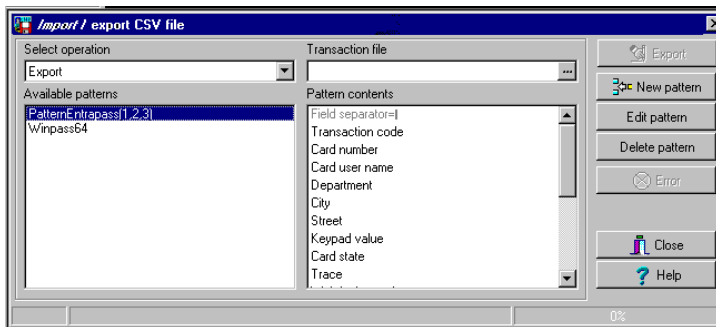 Import / export CSV file
Select operation
Transaction file
Export
Available patterns
Pattern contents
PatternEntrapass(1,2,3)
Winpass64
Field separator=|
Transaction code
Card number
Card user name
Department
City
Street
Keypad value
Card state
Trace
Export
New pattern
Edit pattern
Delete pattern
Error
Close
Help
0%